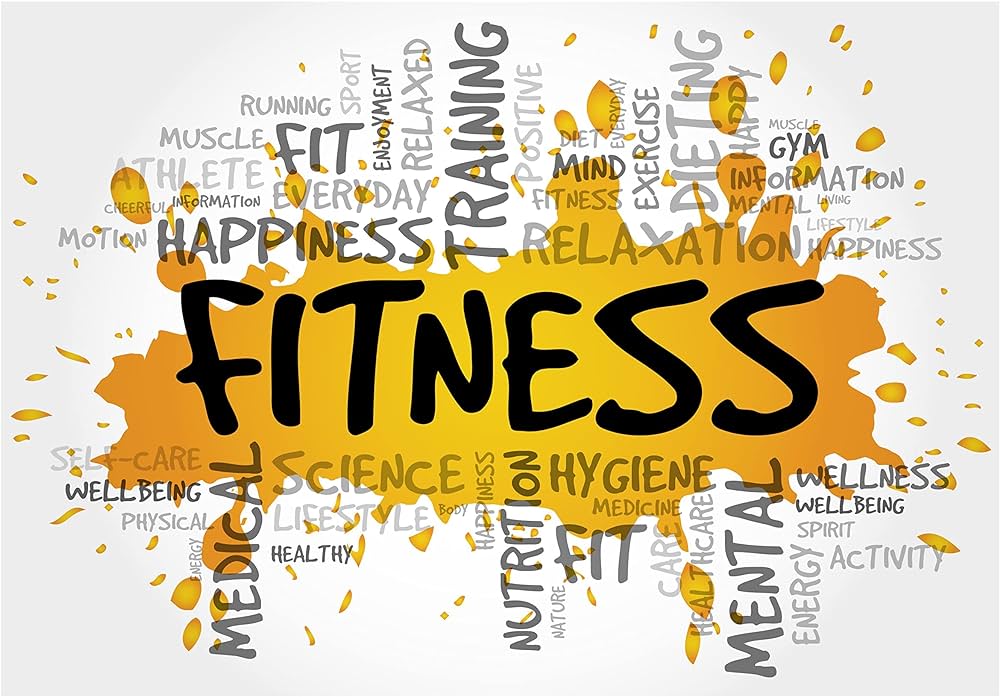 RUNNING
SPORT
ENJOYMENT
RELAXED
TRAINING
POSITIVE
EVERYDAY
EXERCISE
DIETING
HAPPY
MUSCLE
FIT
DIET
MUSCLE
GYM
ATHLETE
EVERYDAY
MIND
INFORMATION
CHEERFUL
INFORMATION
FITNESS
MENTAL
LIVING
MOTION
HAPPINESS
RELAXATION
LIFESTYLE
HAPPINESS
FITNESS
SELF-CARE
MEDICAL
SCIENCE
HAPPINESS
NUTRITION
HYGIENE
MENTAL
WELLNESS
WELLBEING
LIFESTYLE
BODY
MEDICINE
HEALTHCARE
WELLBEING
PHYSICAL
ENERGY
HEALTHY
NATURE
FIT
CARE
ENERGY
SPIRIT
ACTIVITY